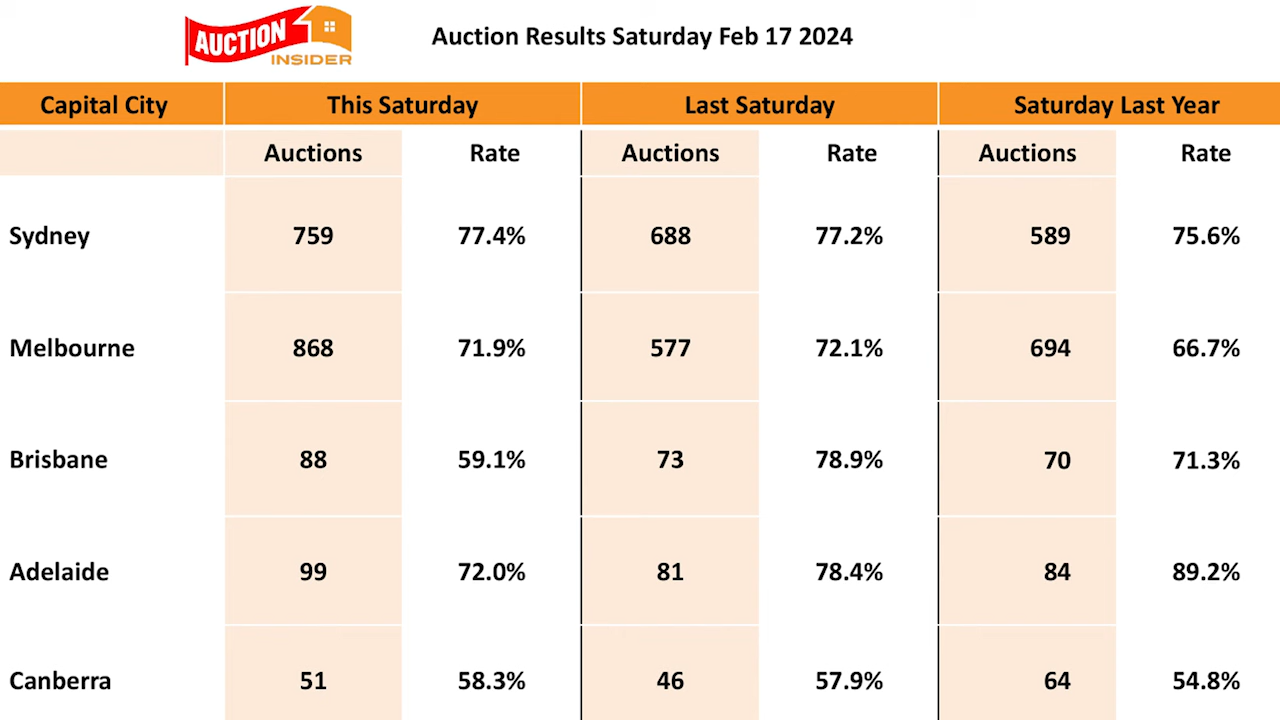 AUCTION
INSIDER
Auction Results Saturday Feb 17 2024
Capital City This Saturday Last Saturday Saturday Last Year
Auctions Rate Auctions Rate Auctions Rate
Sydney 759 77.4% 688 77.2% 589 75.6%
Melbourne 868 71.9% 577 72.1% 694 66.7%
Brisbane 88 59.1% 73 78.9% 70 71.3%
Adelaide 99 72.0% 81 78.4% 84 89.2%
Canberra 51 58.3% 46 57.9% 64 54.8%